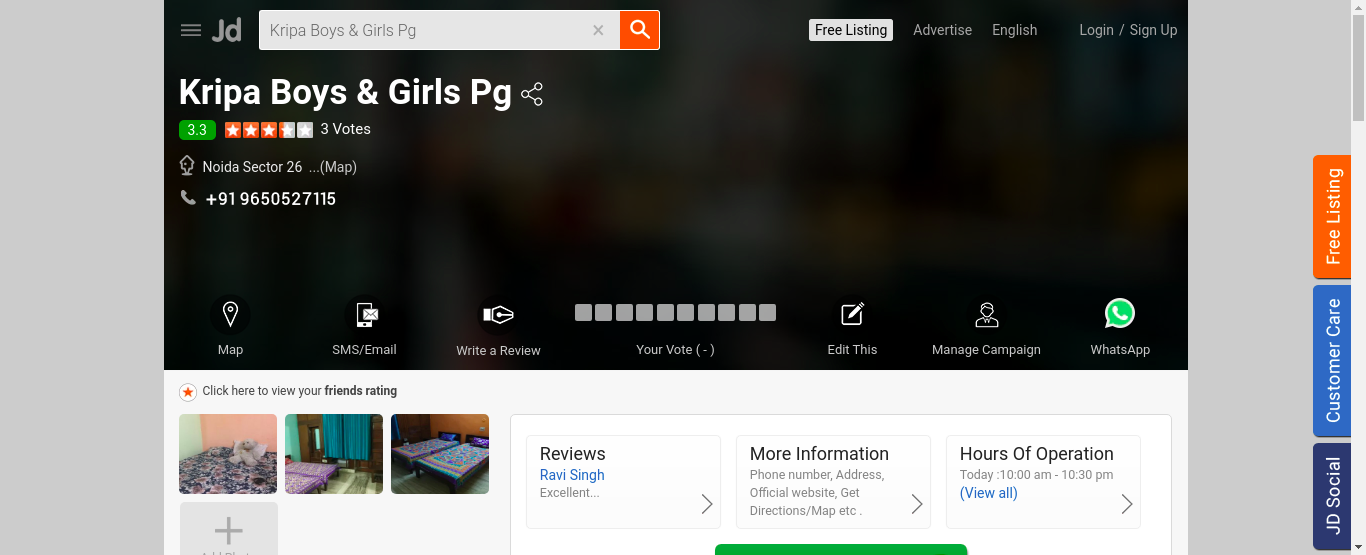 Jd
Kripa Boys & Girls Pg
Free Listing
Advertise
English
Login / Sign Up
Kripa Boys & Girls Pg
3.3
3 Votes
Noida Sector 26 ...(Map)
+91 9650527115
Map
SMS/Email
Write a Review
Your Vote ( - )
Edit This
Manage Campaign
WhatsApp
Click here to view your friends rating
Reviews
Ravi Singh
Excellent...
More Information
Phone number, Address,
Official website, Get
Directions/Map etc .
Hours Of Operation
Today :10:00 am - 10:30 pm
(View all)
Free Listing
Customer Care
JD Social